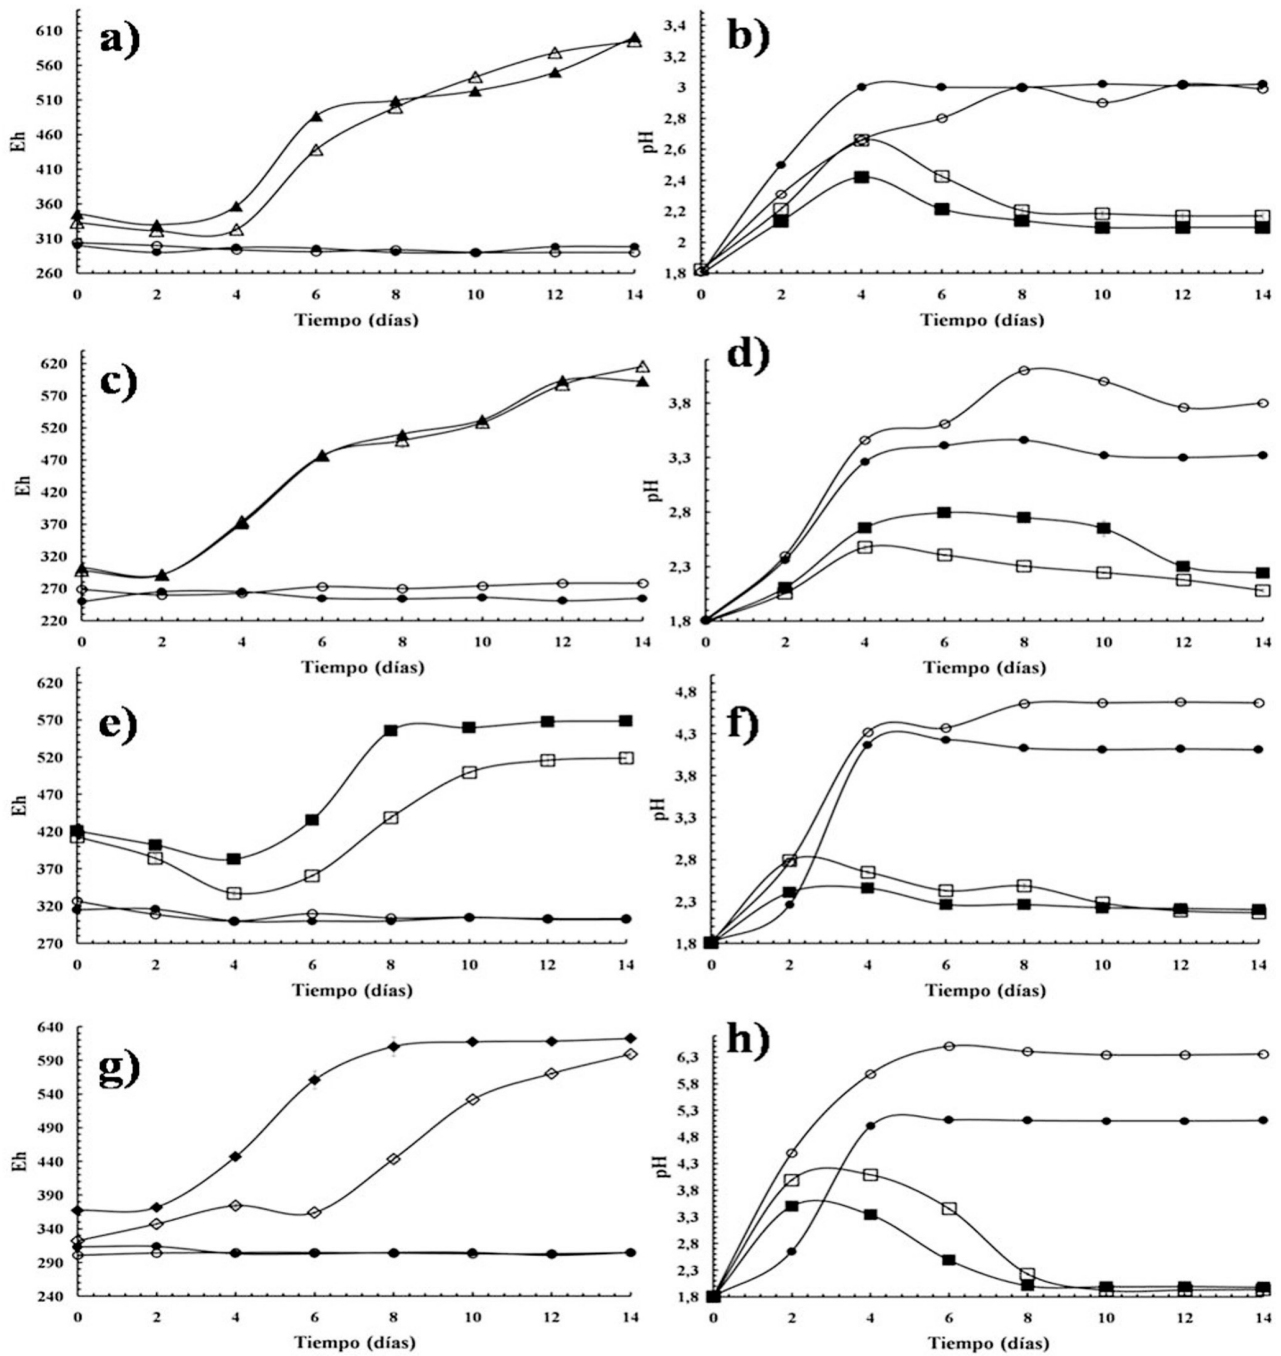 a)
610
560
510
460
410
360
310
260
Eh
0 2 4 6 8 10 12 14
Tiempo (días)
b)
3,4
3,2
3
2,8
2,6
2,4
2,2
2
1,8
pH
0 2 4 6 8 10 12 14
Tiempo (días)
c)
620
570
520
470
420
370
320
270
220
Eh
0 2 4 6 8 10 12 14
Tiempo (días)
d)
3,8
3,3
2,8
2,3
1,8
pH
0 2 4 6 8 10 12 14
Tiempo (días)
e)
620
570
520
470
420
370
320
270
Eh
0 2 4 6 8 10 12 14
Tiempo (días)
f)
4,8
4,3
3,8
3,3
2,8
2,3
1,8
pH
0 2 4 6 8 10 12 14
Tiempo (días)
g)
640
590
540
490
440
390
340
290
240
Eh
0 2 4 6 8 10 12 14
Tiempo (días)
h)
6,3
5,8
5,3
4,8
4,3
3,8
3,3
2,8
2,3
1,8
pH
0 2 4 6 8 10 12 14
Tiempo (días)